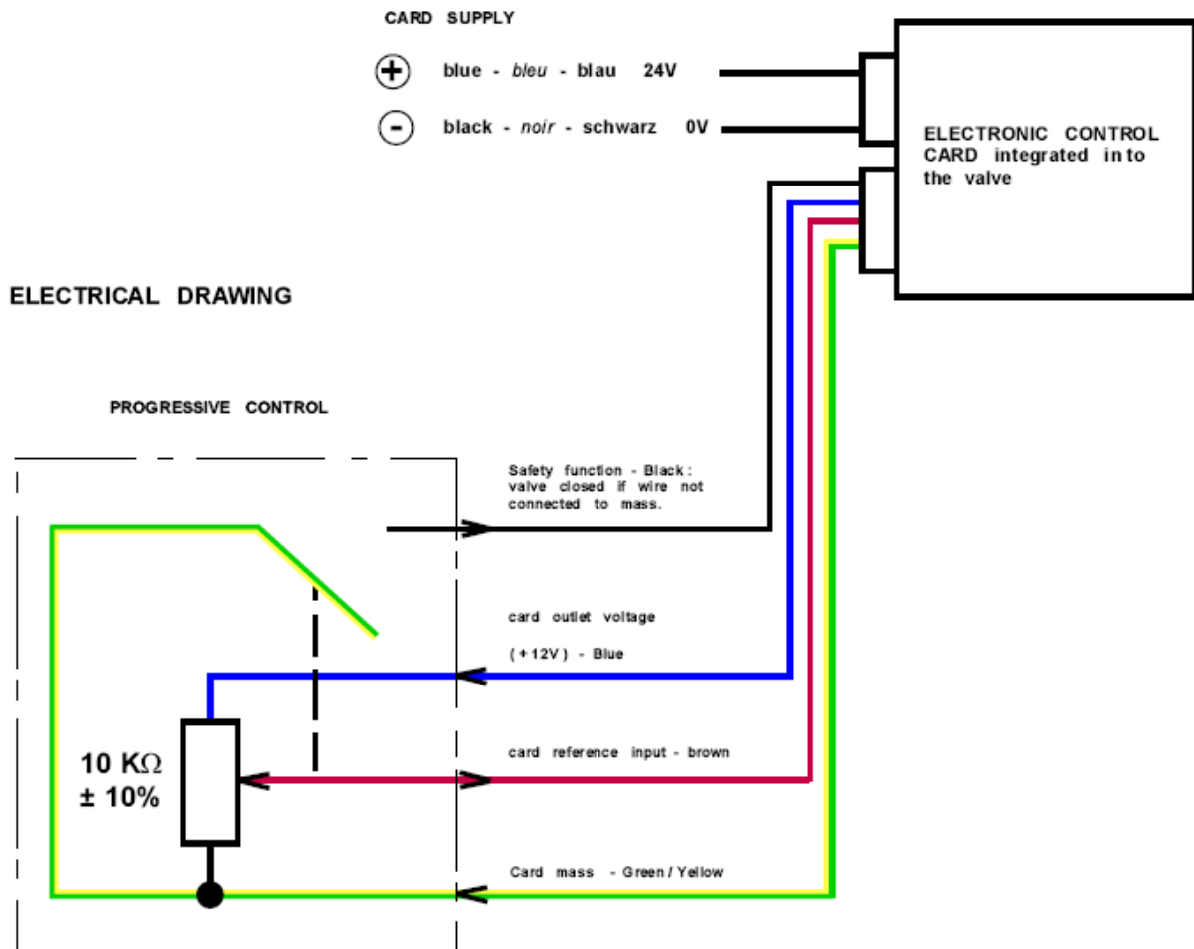 CARD SUPPLY
+ blue - bleu - blau 24V
- black - noir - schwarz 0V
ELECTRONIC CONTROL
CARD integrated in to
the valve
ELECTRICAL DRAWING
PROGRESSIVE CONTROL
Safety function - Black :
valve closed if wire not
connected to mass.
card outlet voltage
( + 12V ) - Blue
card reference input - brown
10 KΩ
± 10%
Card mass - Green / Yellow